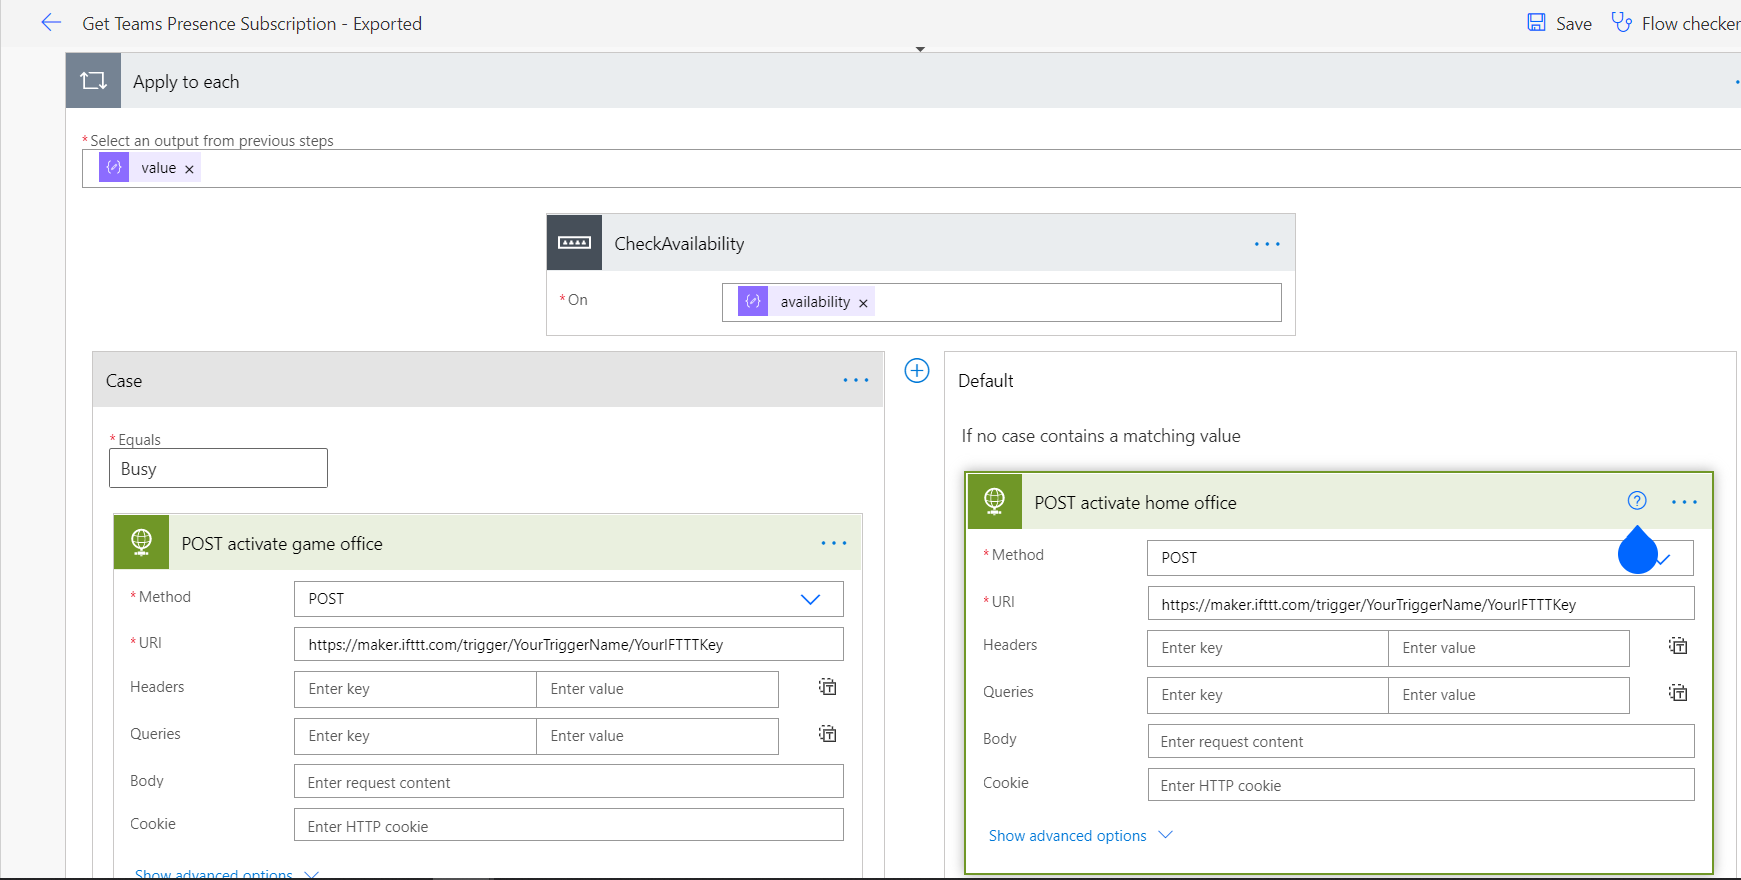 Get Teams Presence Subscription - Exported
Save
Flow checker
Apply to each
*Select an output from previous steps
value ×
CheckAvailability
*On
availability ×
Case
*Equals
Busy
POST activate game office
*Method
POST
*URI
https://maker.ifttt.com/trigger/YourTriggerName/YourIFTTTKey
Headers
Enter key
Enter value
Queries
Enter key
Enter value
Body
Enter request content
Cookie
Enter HTTP cookie
Show advanced options
Default
If no case contains a matching value
POST activate home office
*Method
POST
*URI
https://maker.ifttt.com/trigger/YourTriggerName/YourIFTTTKey
Headers
Enter key
Enter value
Queries
Enter key
Enter value
Body
Enter request content
Cookie
Enter HTTP cookie
Show advanced options